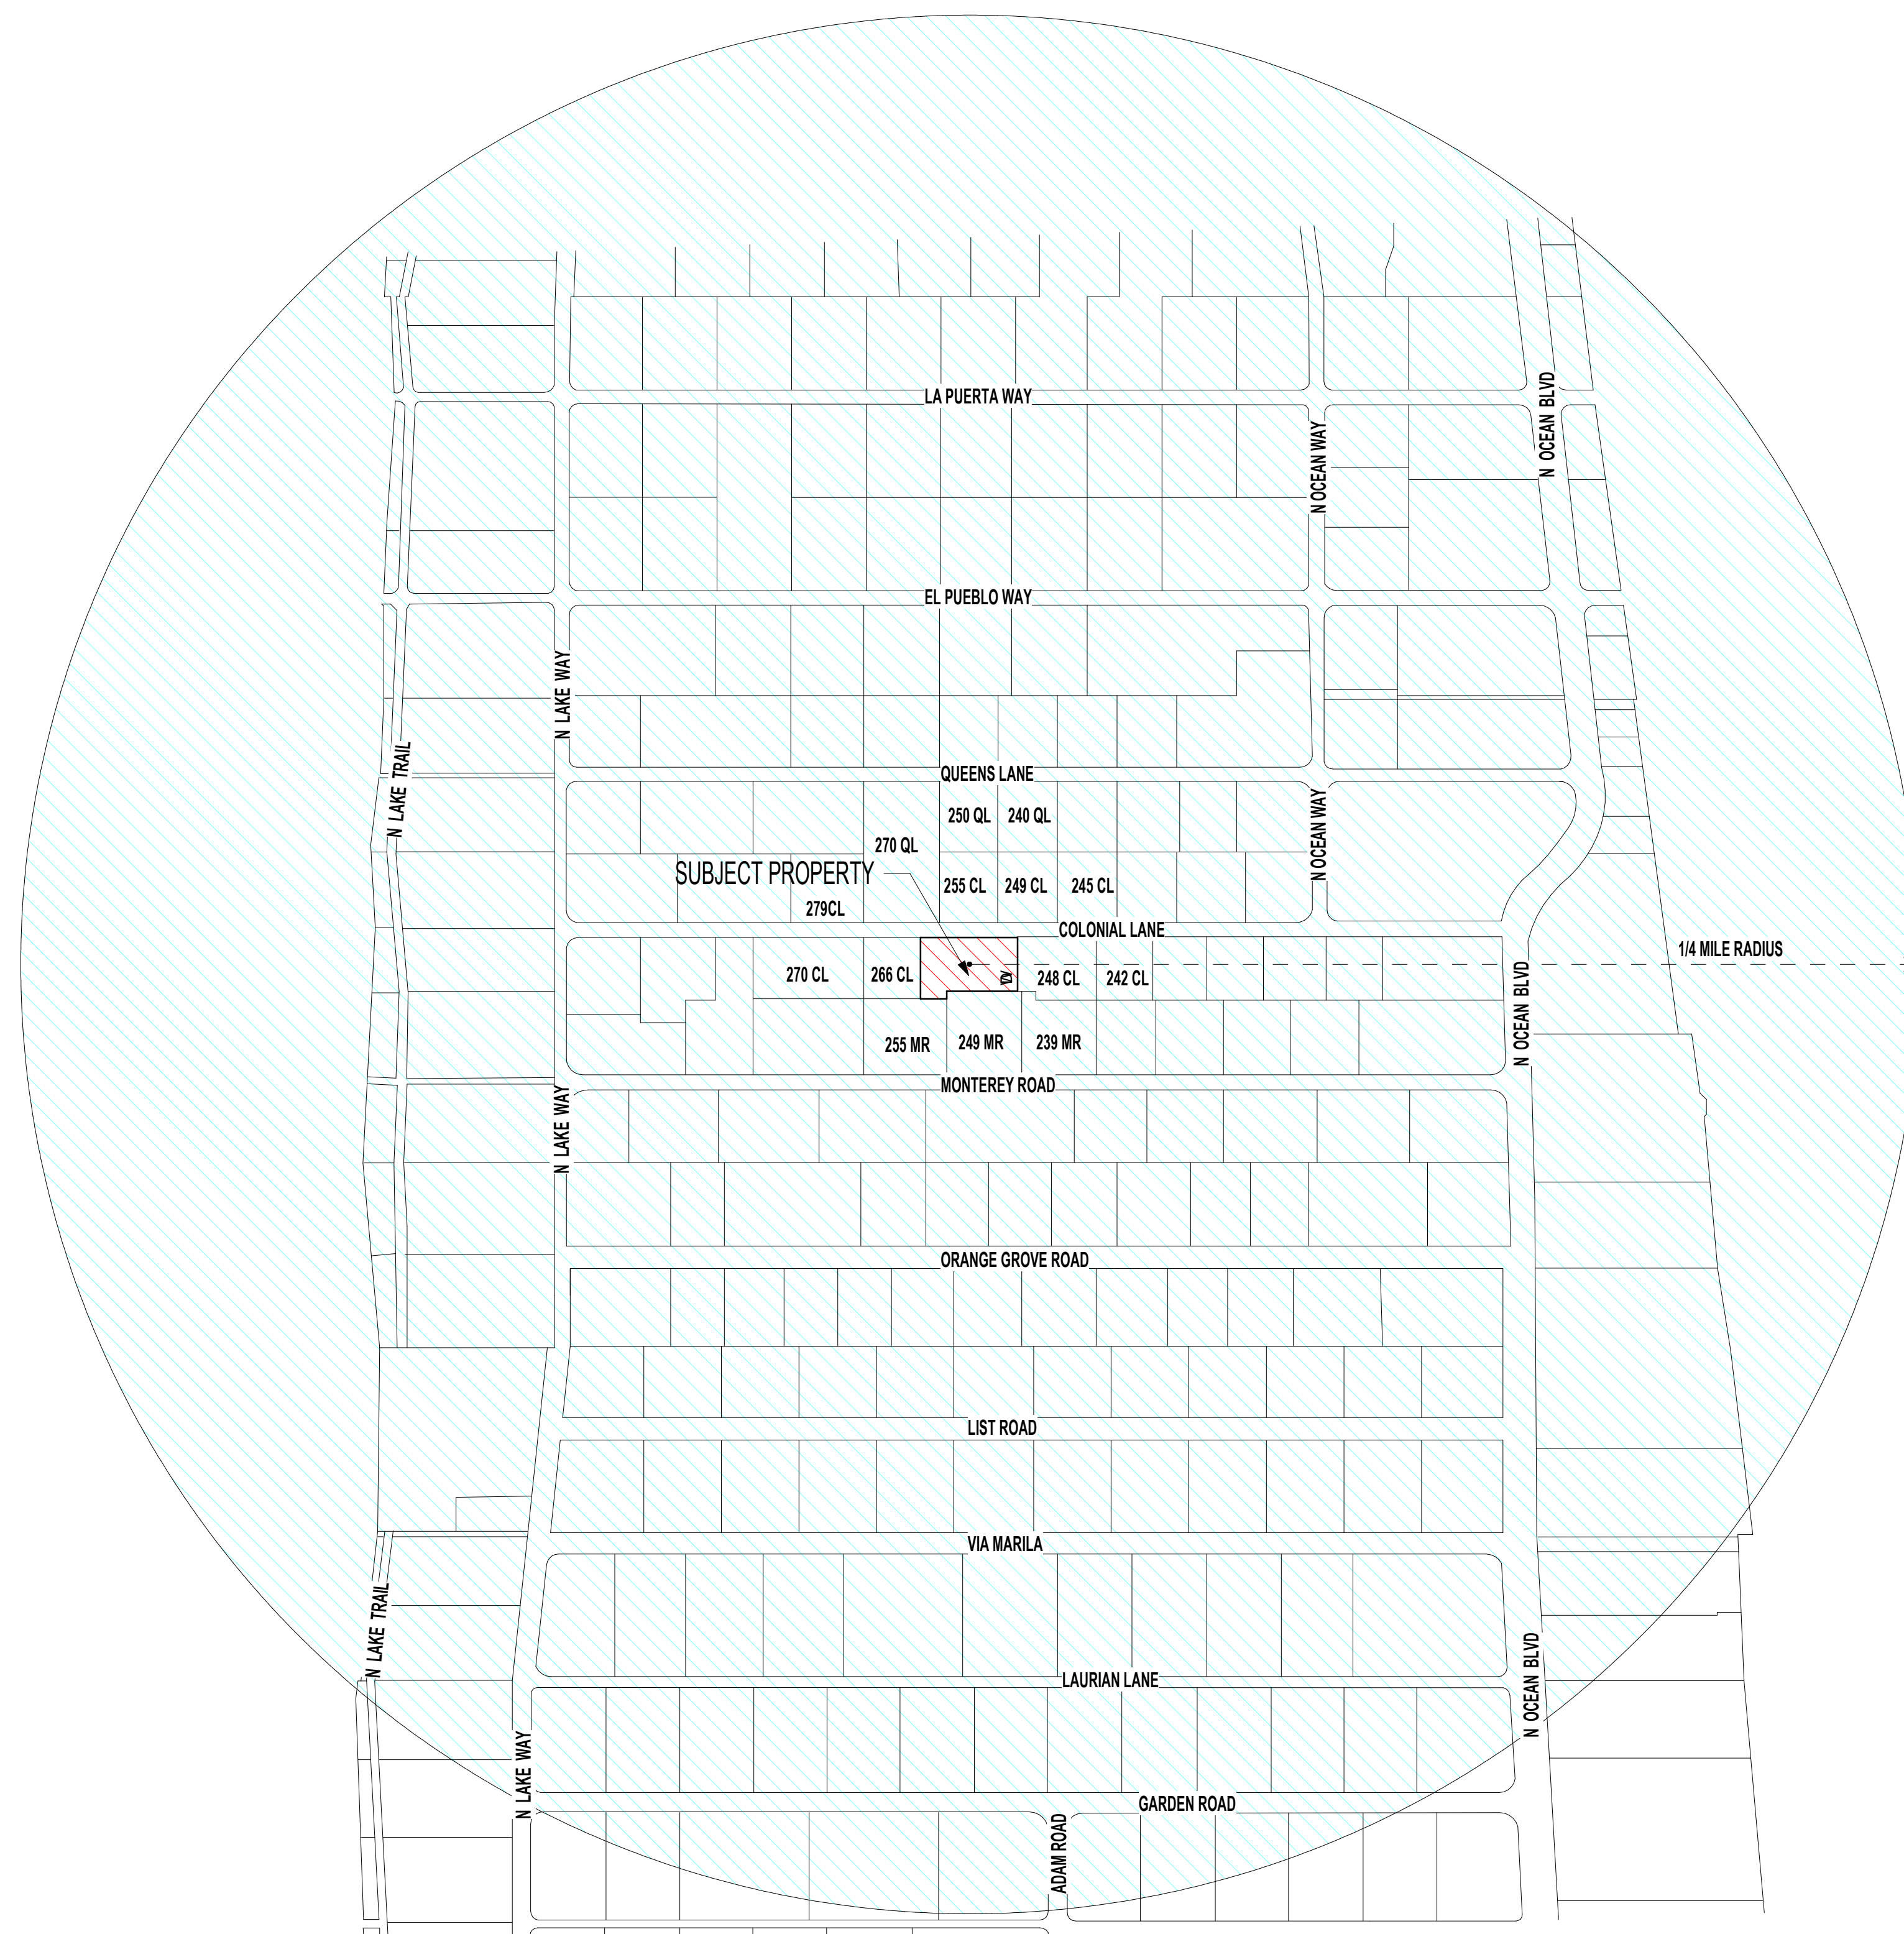 LA PUERTA WAY
N OCEAN BLVD
N OCEAN WAY
EL PUEBLO WAY
N LAKE WAY
N LAKE TRAIL
QUEENS LANE
250 QL
240 QL
N OCEAN WAY
270 QL
SUBJECT PROPERTY
255 CL
249 CL
245 CL
279CL
COLONIAL LANE
1/4 MILE RADIUS
270 CL
266 CL
248 CL
242 CL
N OCEAN BLVD
255 MR
249 MR
239 MR
MONTEREY ROAD
N LAKE WAY
ORANGE GROVE ROAD
LIST ROAD
VIA MARILA
N LAKE TRAIL
LAURIAN LANE
N OCEAN BLVD
N LAKE WAY
GARDEN ROAD
ADAM ROAD